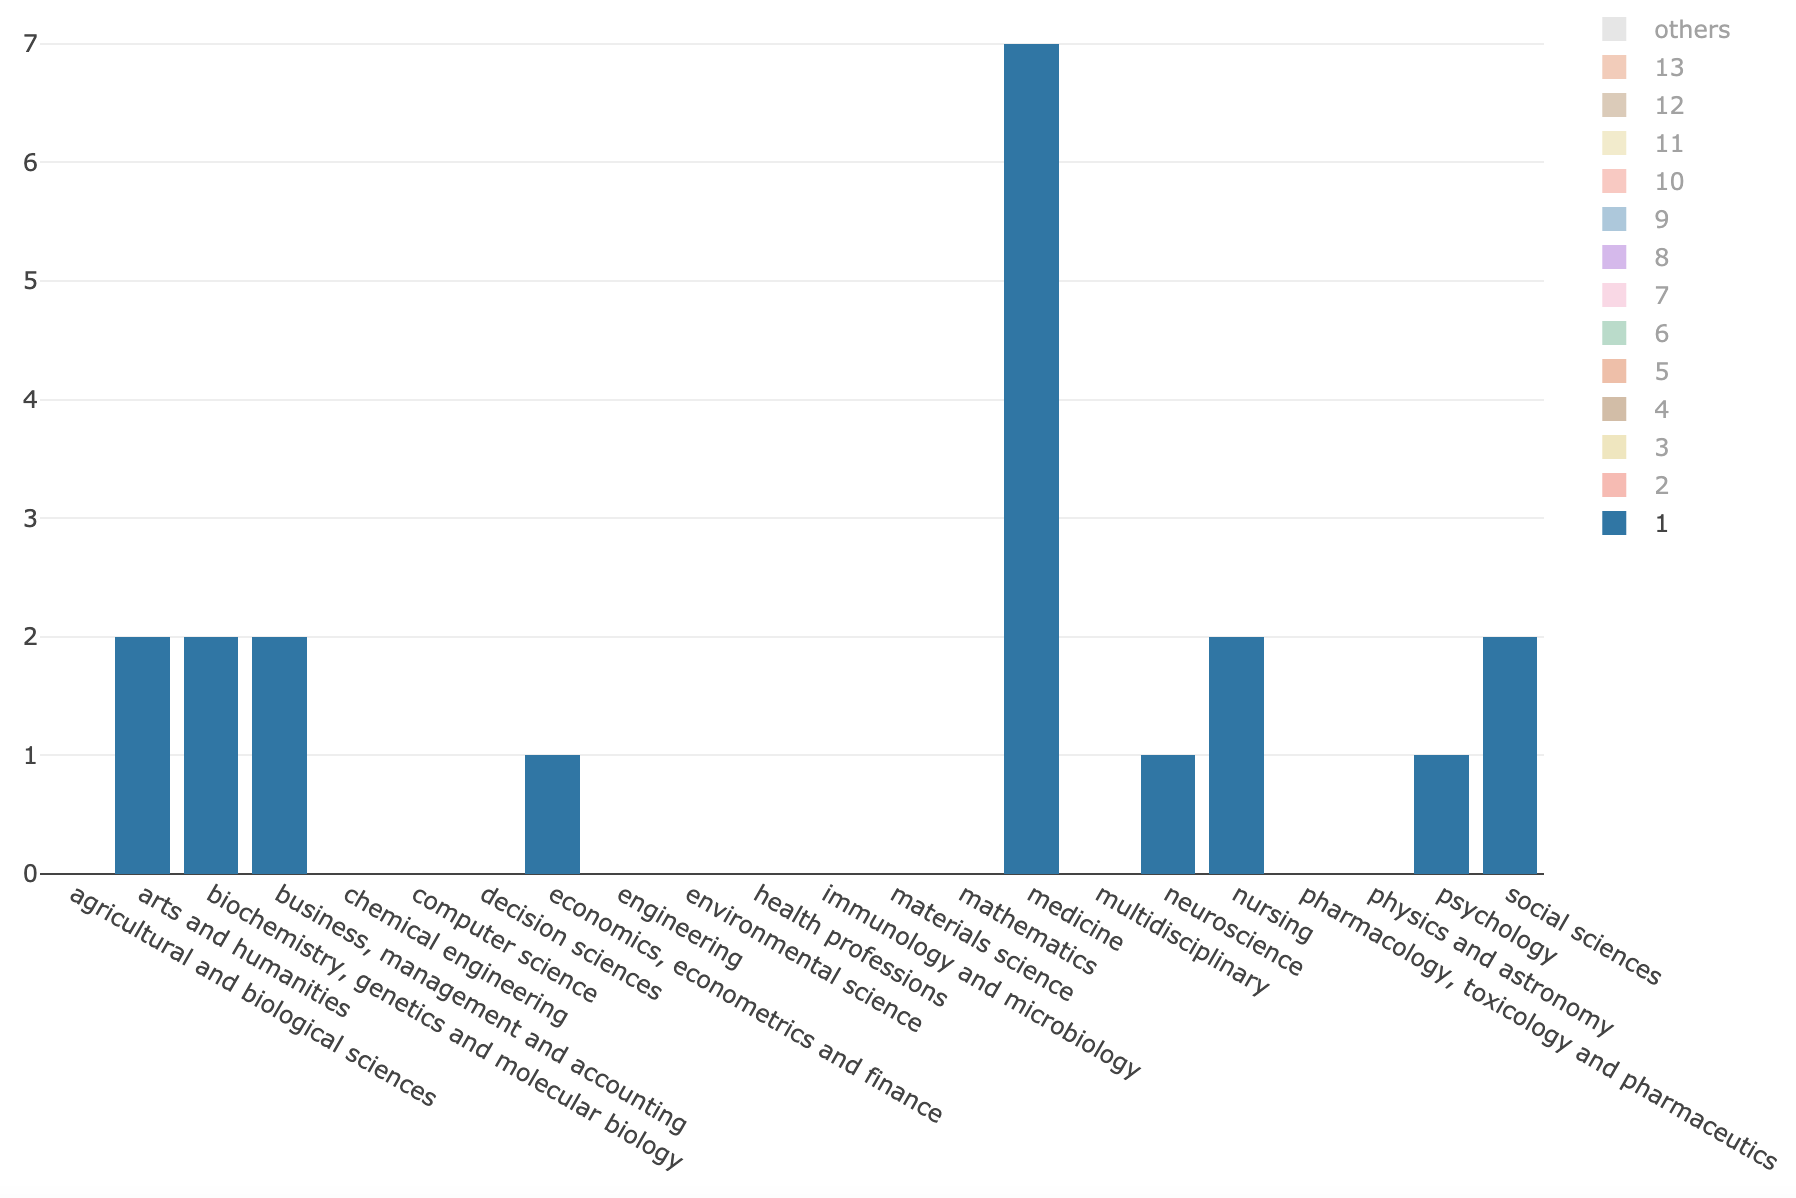 7
6
5
4
3
2
1
0
agricultural and biological sciences
arts and humanities
biochemistry, genetics and molecular biology
business, management and accounting
chemical engineering
computer science
decision sciences
economics, econometrics and finance
engineering
environmental science
health professions
immunology and microbiology
materials science
mathematics
medicine
multidisciplinary
neuroscience
nursing
pharmacology, toxicology and pharmaceutics
physics and astronomy
psychology
social sciences
others
13
12
11
10
9
8
7
6
5
4
3
2
1